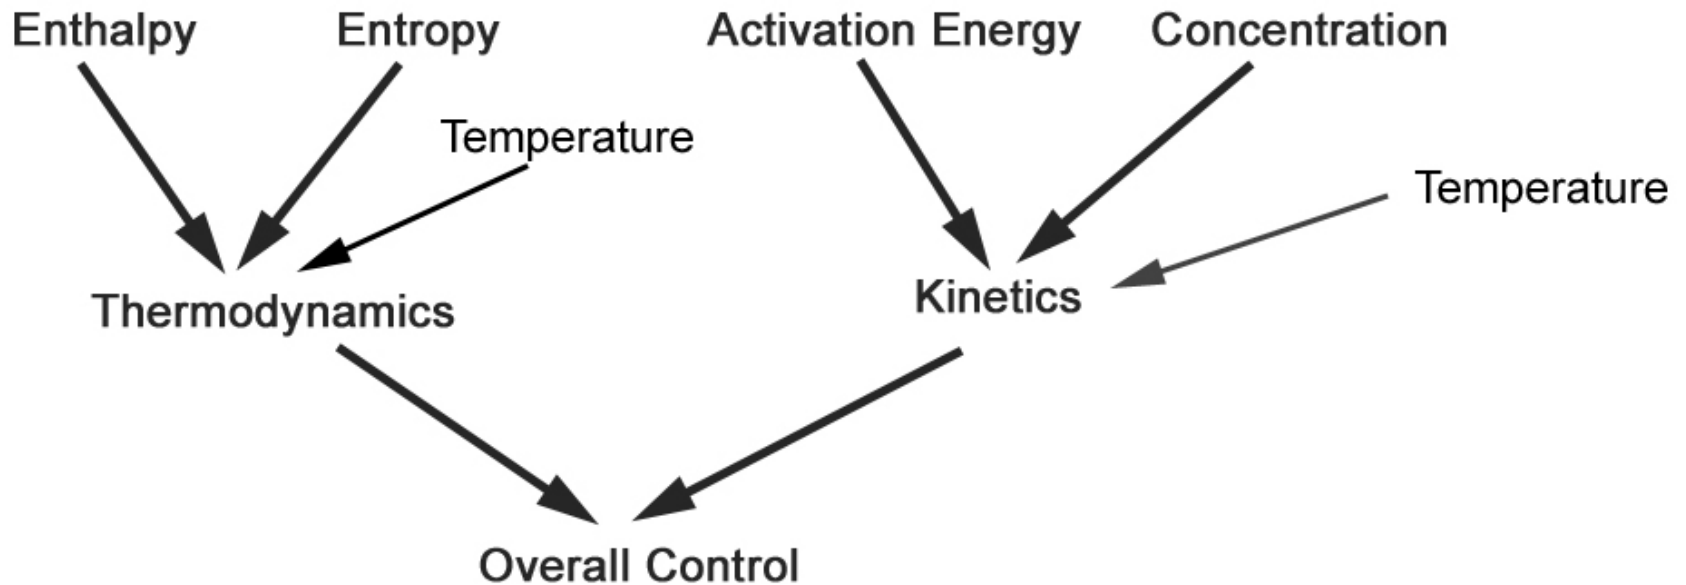 Enthalpy
Entropy
Activation Energy
Concentration
Temperature
Temperature
Thermodynamics
Kinetics
Overall Control